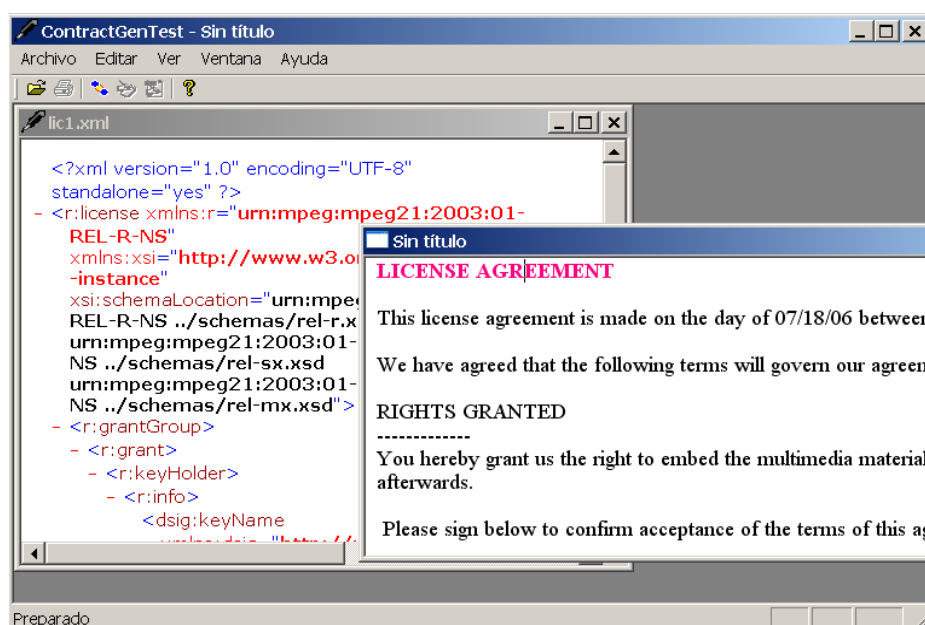 ContractGenTest - Sin título
Archivo Editar Ver Ventana Ayuda
lic1.xml
<?xml version="1.0" encoding="UTF-8"
standalone="yes" ?>
- <r:license xmlns:r="urn:mpeg:mpeg21:2003:01-
REL-R-NS"
xmlns:xsi="http://www.w3.o
-instance"
xsi:schemaLocation="urn:mpe
REL-R-NS ../schemas/rel-r.x
urn:mpeg:mpeg21:2003:01-
NS ../schemas/rel-sx.xsd
urn:mpeg:mpeg21:2003:01-
NS ../schemas/rel-mx.xsd">
- <r:grantGroup>
- <r:grant>
- <r:keyHolder>
- <r:info>
<dsig:keyName
Sin título
LICENSE AGREEMENT
This license agreement is made on the day of 07/18/06 between
We have agreed that the following terms will govern our agreen
RIGHTS GRANTED
-------------
You hereby grant us the right to embed the multimedia material
afterwards.
Please sign below to confirm acceptance of the terms of this ag
Preparado